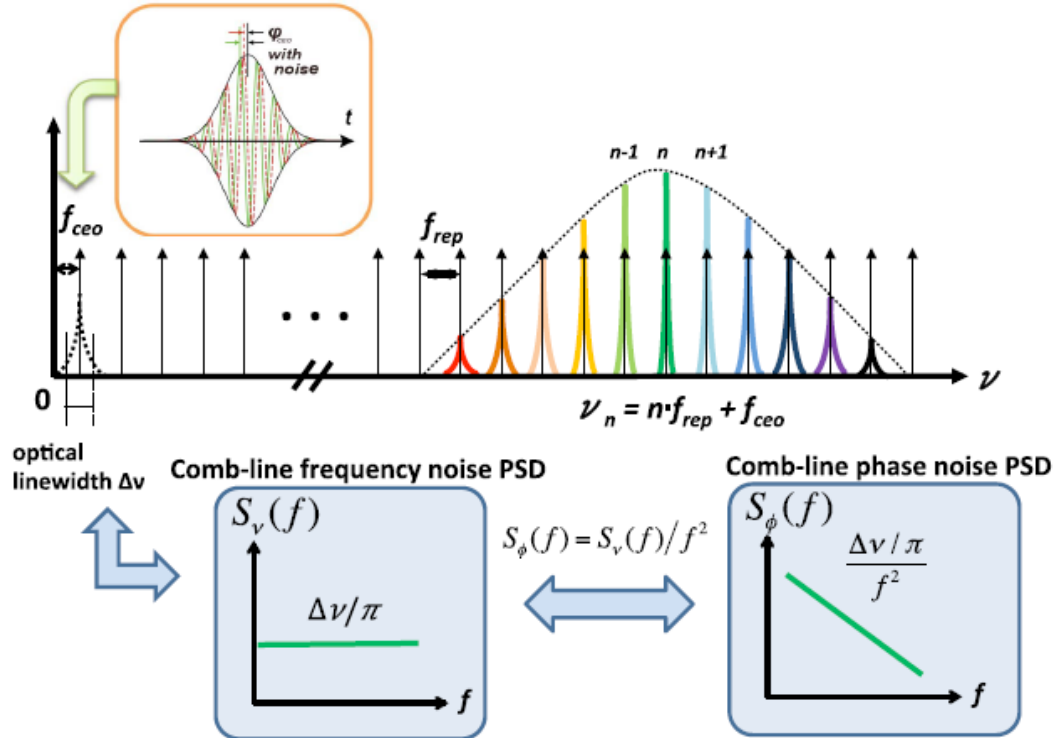 φceo
with
noise
t
n-1 n n+1
fceo
frep
0
ν
νn = n·frep + fceo
optical
linewidth Δν
Comb-line frequency noise PSD
Sν(f)
Δν/π
f
Sϕ(f) = Sν(f)/f²
Comb-line phase noise PSD
Sϕ(f)
Δν/π
f²
f